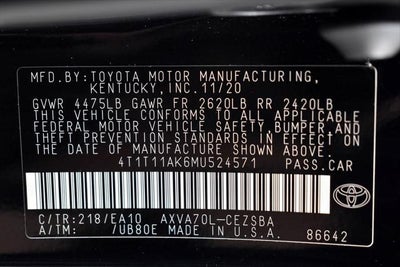 MFD.BY:TOYOTA MOTOR MANUFACTURING,
KENTUCKY,INC.11/20
GVWR 4475LB GAWR FR 2620LB RR 2420LB
THIS VEHICLE CONFORMS TO ALL APPLICABLE
FEDERAL MOTOR VEHICLE SAFETY,BUMPER,AND
THEFT PREVENTION STANDARDS IN EFFECT ON
THE DATE OF MANUFACTURE SHOWN ABOVE.
4T1T11AK6MU524571 PASS.CAR
C/TR:218/EA10 AXVA70L-CEZSBA
A/TM: /UB80E MADE IN U.S.A. 86642
TOYOTA